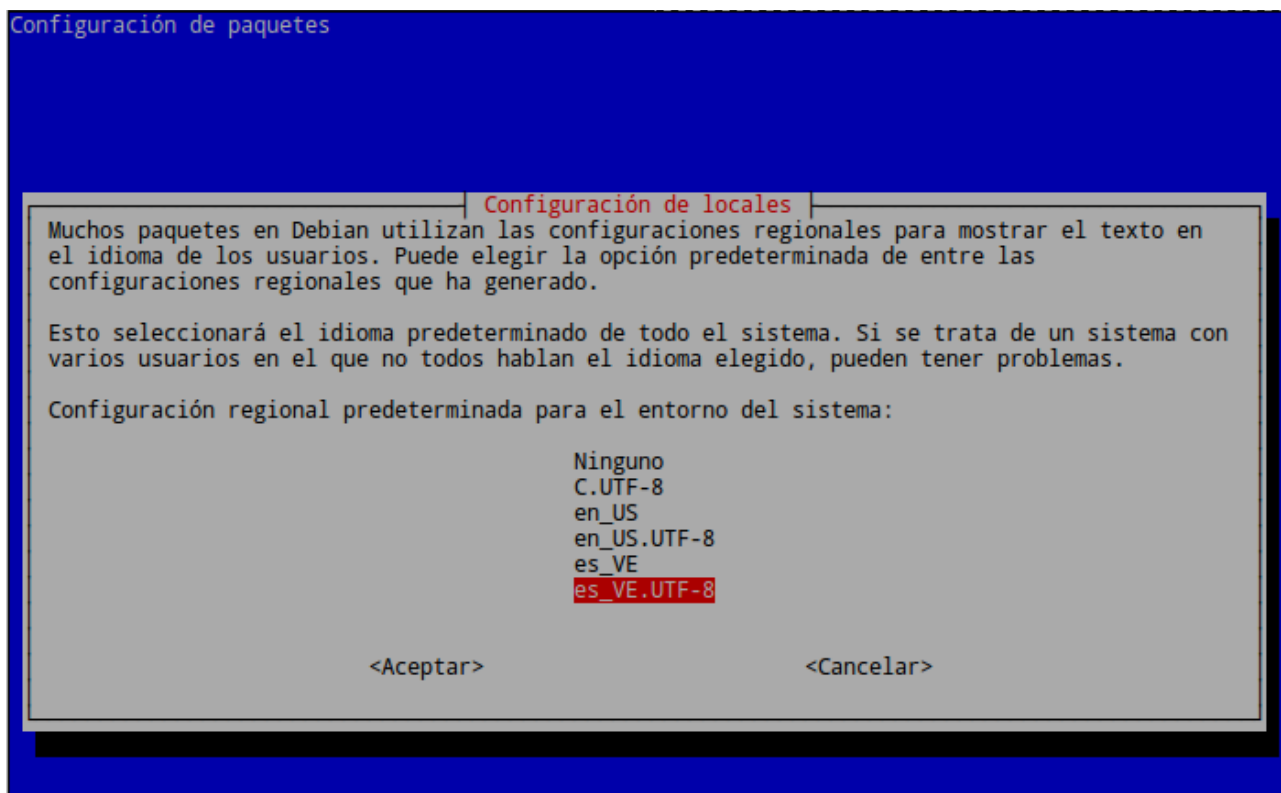 Configuración de paquetes
Configuración de locales
Muchos paquetes en Debian utilizan las configuraciones regionales para mostrar el texto en
el idioma de los usuarios. Puede elegir la opción predeterminada de entre las
configuraciones regionales que ha generado.
Esto seleccionará el idioma predeterminado de todo el sistema. Si se trata de un sistema con
varios usuarios en el que no todos hablan el idioma elegido, pueden tener problemas.
Configuración regional predeterminada para el entorno del sistema:
Ninguno
C.UTF-8
en_US
en_US.UTF-8
es_VE
es_VE.UTF-8
<Aceptar> <Cancelar>